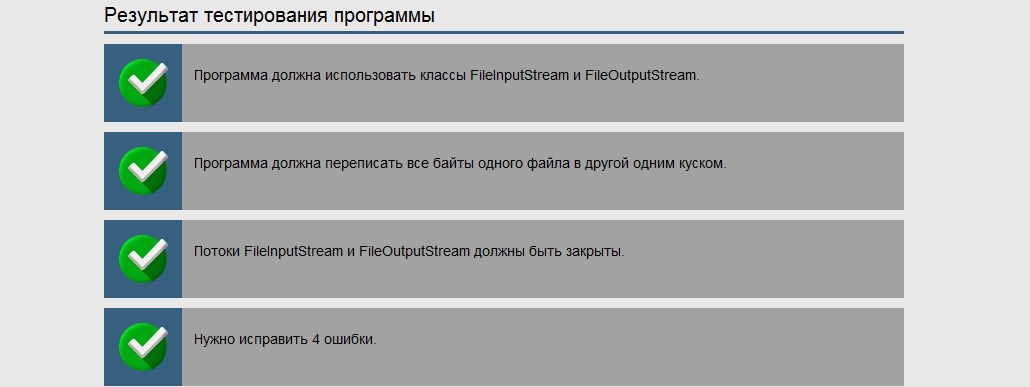 Результат тестирования программы
Программа должна использовать классы FileInputStream и FileOutputStream.
Программа должна переписать все байты одного файла в другой одним куском.
Потоки FileInputStream и FileOutputStream должны быть закрыты.
Нужно исправить 4 ошибки.